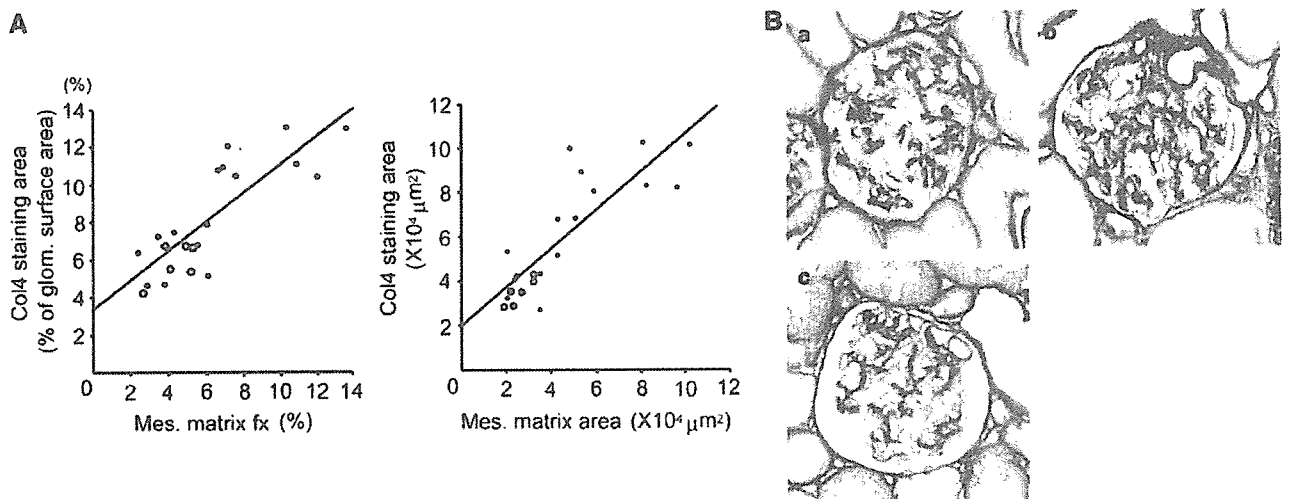 A
(%)
14
12
10
8
6
4
2
0 2 4 6 8 10 12 14
Col4 staining area
(% of glom. surface area)
Mes. matrix fx (%)
12
10
8
6
4
2
0 2 4 6 8 10 12
Col4 staining area
(X10⁴ μm²)
Mes. matrix area (X10⁴ μm²)
B
a
b
c